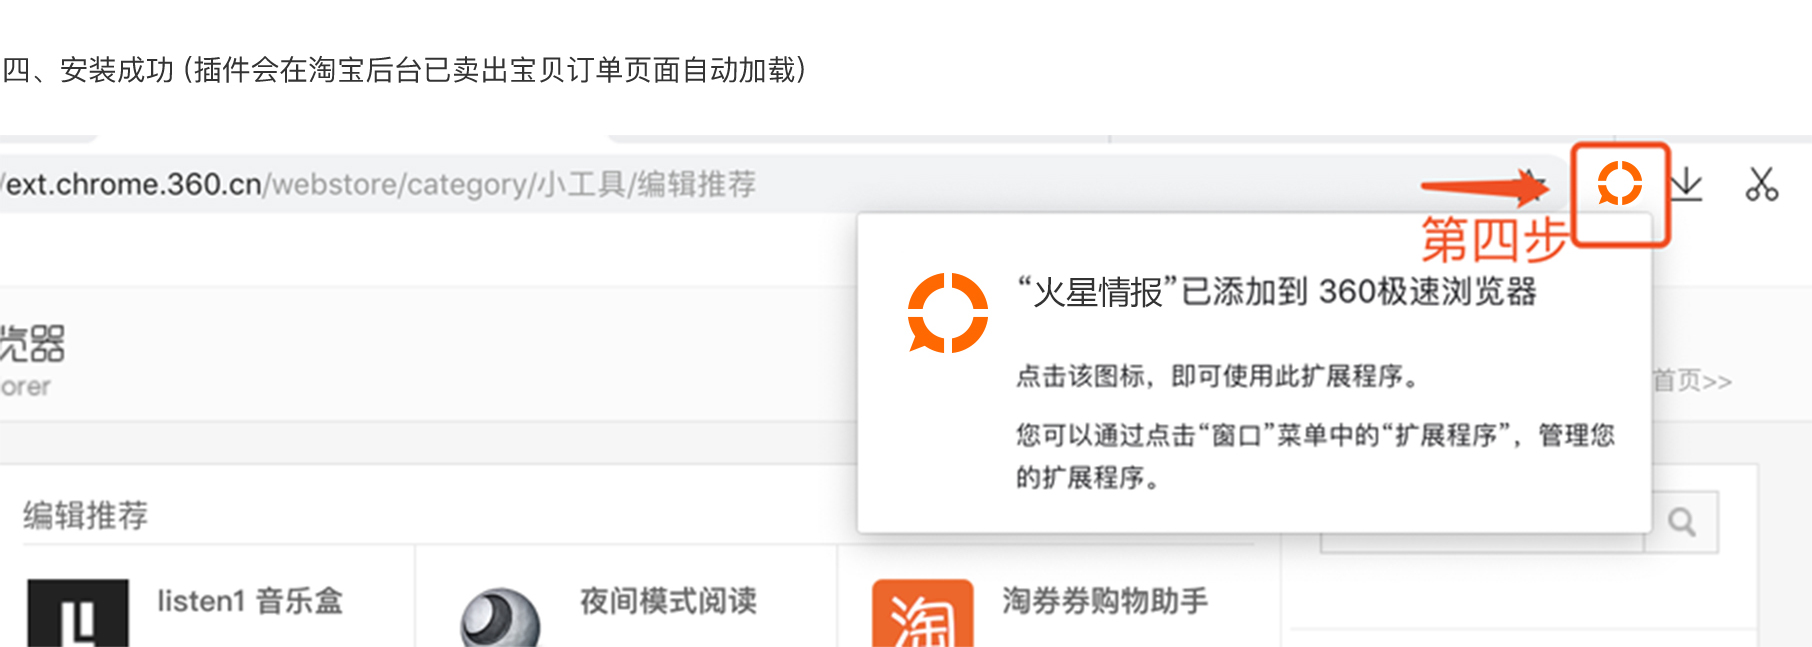 四、安装成功 (插件会在淘宝后台已卖出宝贝订单页面自动加载)
/ext.chrome.360.cn/webstore/category/小工具/编辑推荐
第四步
“火星情报”已添加到 360极速浏览器
览器
orer
点击该图标，即可使用此扩展程序。
首页>>
您可以通过点击“窗口”菜单中的“扩展程序”，管理您
的扩展程序。
编辑推荐
listen1 音乐盒
夜间模式阅读
淘券券购物助手
淘